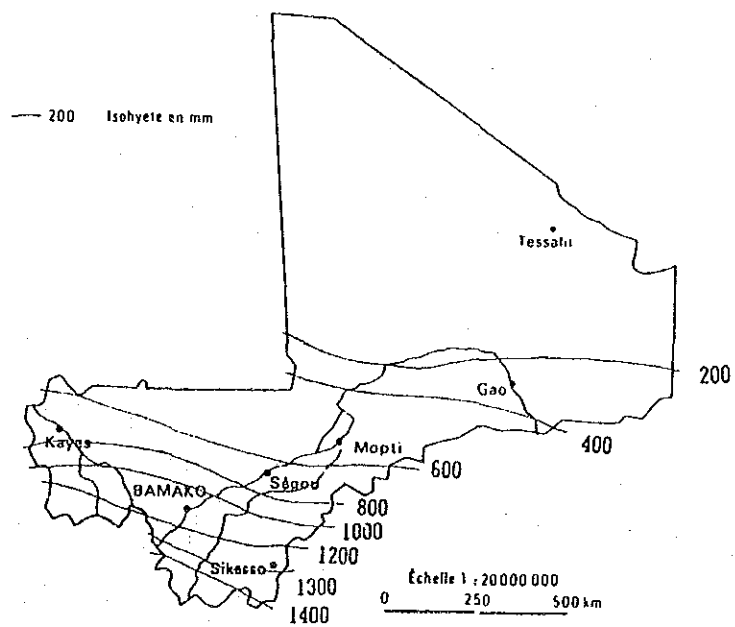 200 Isohyete en mm
Tessalit
200
Gao
400
Kayes
Mopti
600
Ségou
BAMAKO
800
1000
1200
Sikasso
1300
1400
Échelle 1 : 20 000 000
0 250 500 km